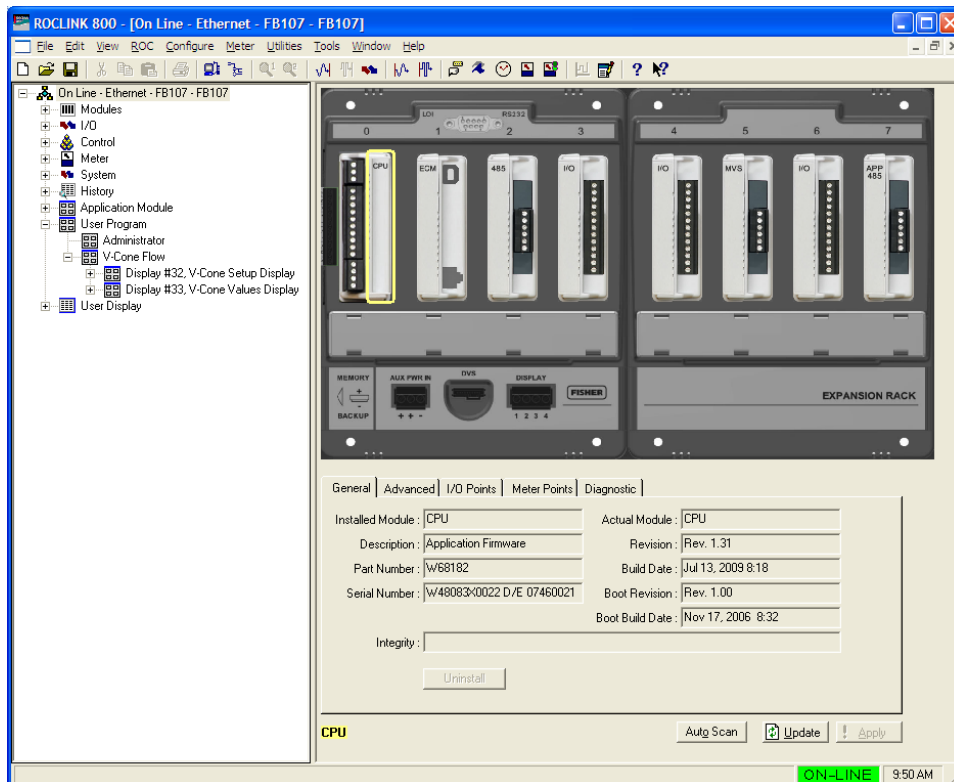 ROCLINK 800 - [On Line - Ethernet - FB107 - FB107]
File Edit View ROC Configure Meter Utilities Tools Window Help
On Line - Ethernet - FB107 - FB107
Modules
I/O
Control
Meter
System
History
Application Module
User Program
Administrator
V-Cone Flow
Display #32, V-Cone Setup Display
Display #33, V-Cone Values Display
User Display
LOI RS232
0 1 2 3 4 5 6 7
CPU ECM 485 I/O I/O MVS I/O APP 485
MEMORY BACKUP
AUX PWR IN
+ + -
DVS
DISPLAY
1 2 3 4
FISHER
EXPANSION RACK
General Advanced I/O Points Meter Points Diagnostic
Installed Module : CPU Actual Module : CPU
Description : Application Firmware Revision : Rev. 1.31
Part Number : W68182 Build Date : Jul 13, 2009 8:18
Serial Number : W48083X0022 D/E 07460021 Boot Revision : Rev. 1.00
Boot Build Date : Nov 17, 2006 8:32
Integrity :
Uninstall
CPU Auto Scan Update ! Apply
ON-LINE 9:50 AM